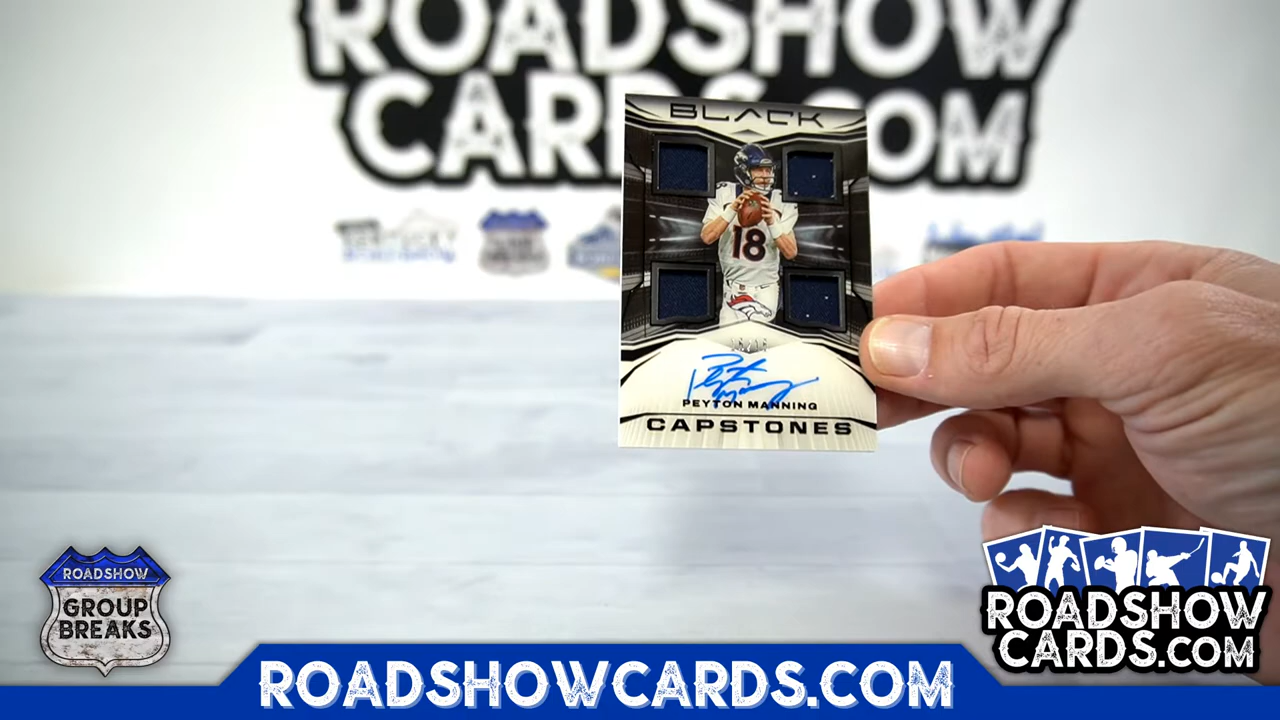 ROADSHOW
CARDS.COM
BLACK
18
PEYTON MANNING
CAPSTONES
ROADSHOW
GROUP
BREAKS
ROADSHOW
CARDS.COM
ROADSHOWCARDS.COM